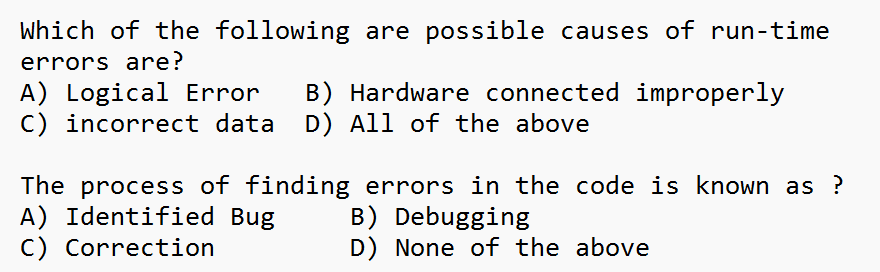 Which of the following are possible causes of run-time
errors are?
A) Logical Error   B) Hardware connected improperly
C) incorrect data  D) All of the above
The process of finding errors in the code is known as ?
A) Identified Bug     B) Debugging
C) Correction         D) None of the above